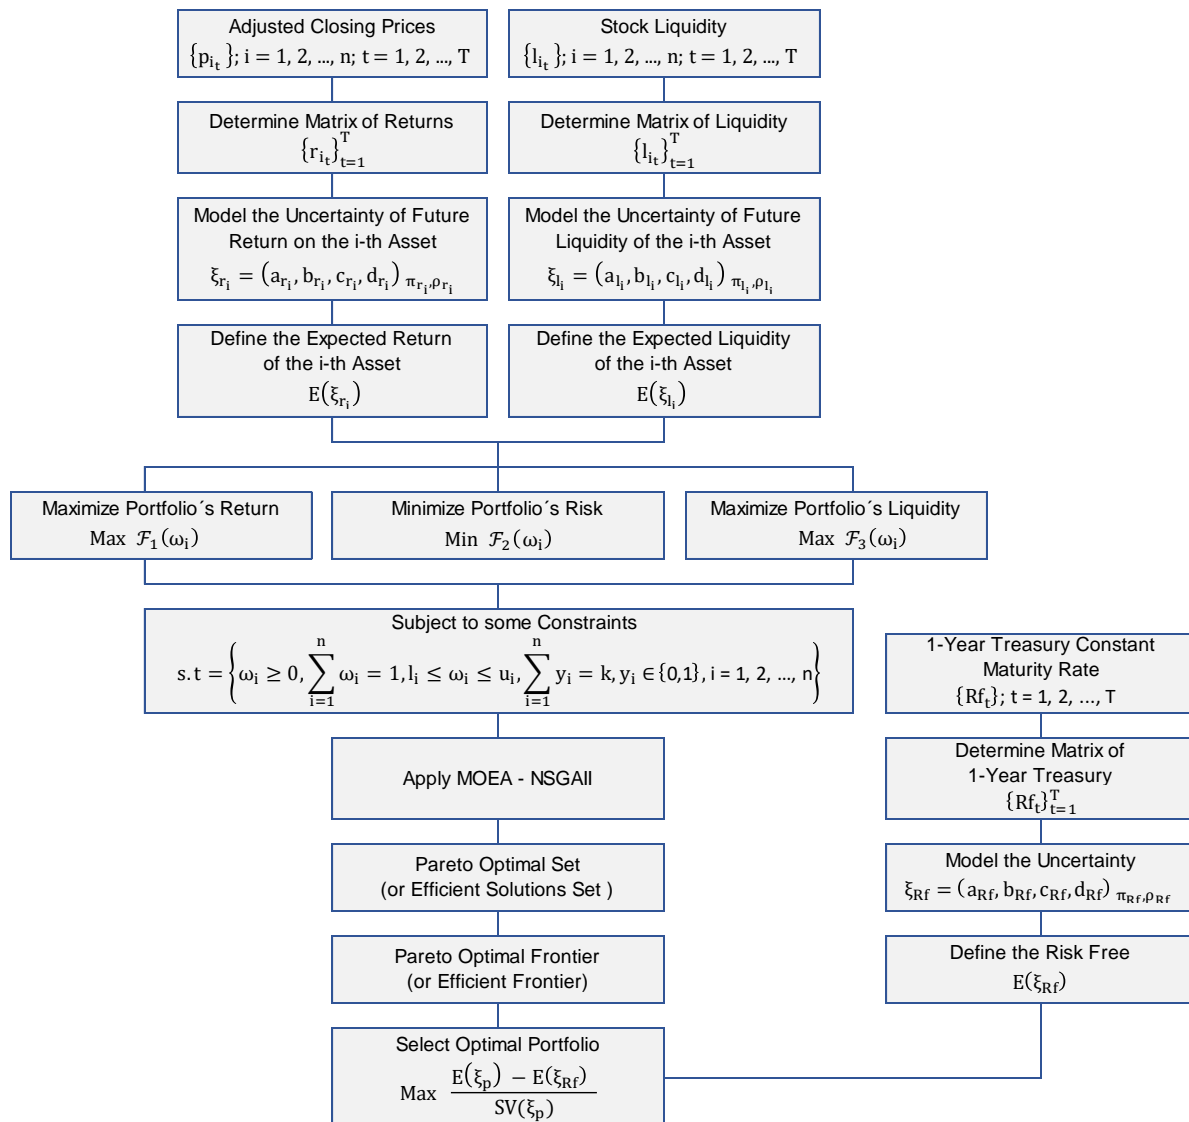 Adjusted Closing Prices
{p_{i_t}}; i = 1, 2, ..., n; t = 1, 2, ..., T
Stock Liquidity
{l_{i_t}}; i = 1, 2, ..., n; t = 1, 2, ..., T
Determine Matrix of Returns
{r_{i_t}}_{t=1}^{T}
Determine Matrix of Liquidity
{l_{i_t}}_{t=1}^{T}
Model the Uncertainty of Future
Return on the i-th Asset
ξ_{r_i} = (a_{r_i}, b_{r_i}, c_{r_i}, d_{r_i})_{π_{r_i},ρ_{r_i}}
Model the Uncertainty of Future
Liquidity of the i-th Asset
ξ_{l_i} = (a_{l_i}, b_{l_i}, c_{l_i}, d_{l_i})_{π_{l_i},ρ_{l_i}}
Define the Expected Return
of the i-th Asset
E(ξ_{r_i})
Define the Expected Liquidity
of the i-th Asset
E(ξ_{l_i})
Maximize Portfolio´s Return
Max ℱ_1(ω_i)
Minimize Portfolio´s Risk
Min ℱ_2(ω_i)
Maximize Portfolio´s Liquidity
Max ℱ_3(ω_i)
Subject to some Constraints
s.t = {ω_i ≥ 0, ∑_{i=1}^{n} ω_i = 1, l_i ≤ ω_i ≤ u_i, ∑_{i=1}^{n} y_i = k, y_i ∈ {0,1}, i = 1, 2, ..., n}
Apply MOEA - NSGAII
Pareto Optimal Set
(or Efficient Solutions Set )
Pareto Optimal Frontier
(or Efficient Frontier)
1-Year Treasury Constant
Maturity Rate
{Rf_t}; t = 1, 2, ..., T
Determine Matrix of
1-Year Treasury
{Rf_t}_{t=1}^{T}
Model the Uncertainty
ξ_{Rf} = (a_{Rf}, b_{Rf}, c_{Rf}, d_{Rf})_{π_{Rf},ρ_{Rf}}
Define the Risk Free
E(ξ_{Rf})
Select Optimal Portfolio
Max (E(ξ_p) − E(ξ_{Rf})) / SV(ξ_p)